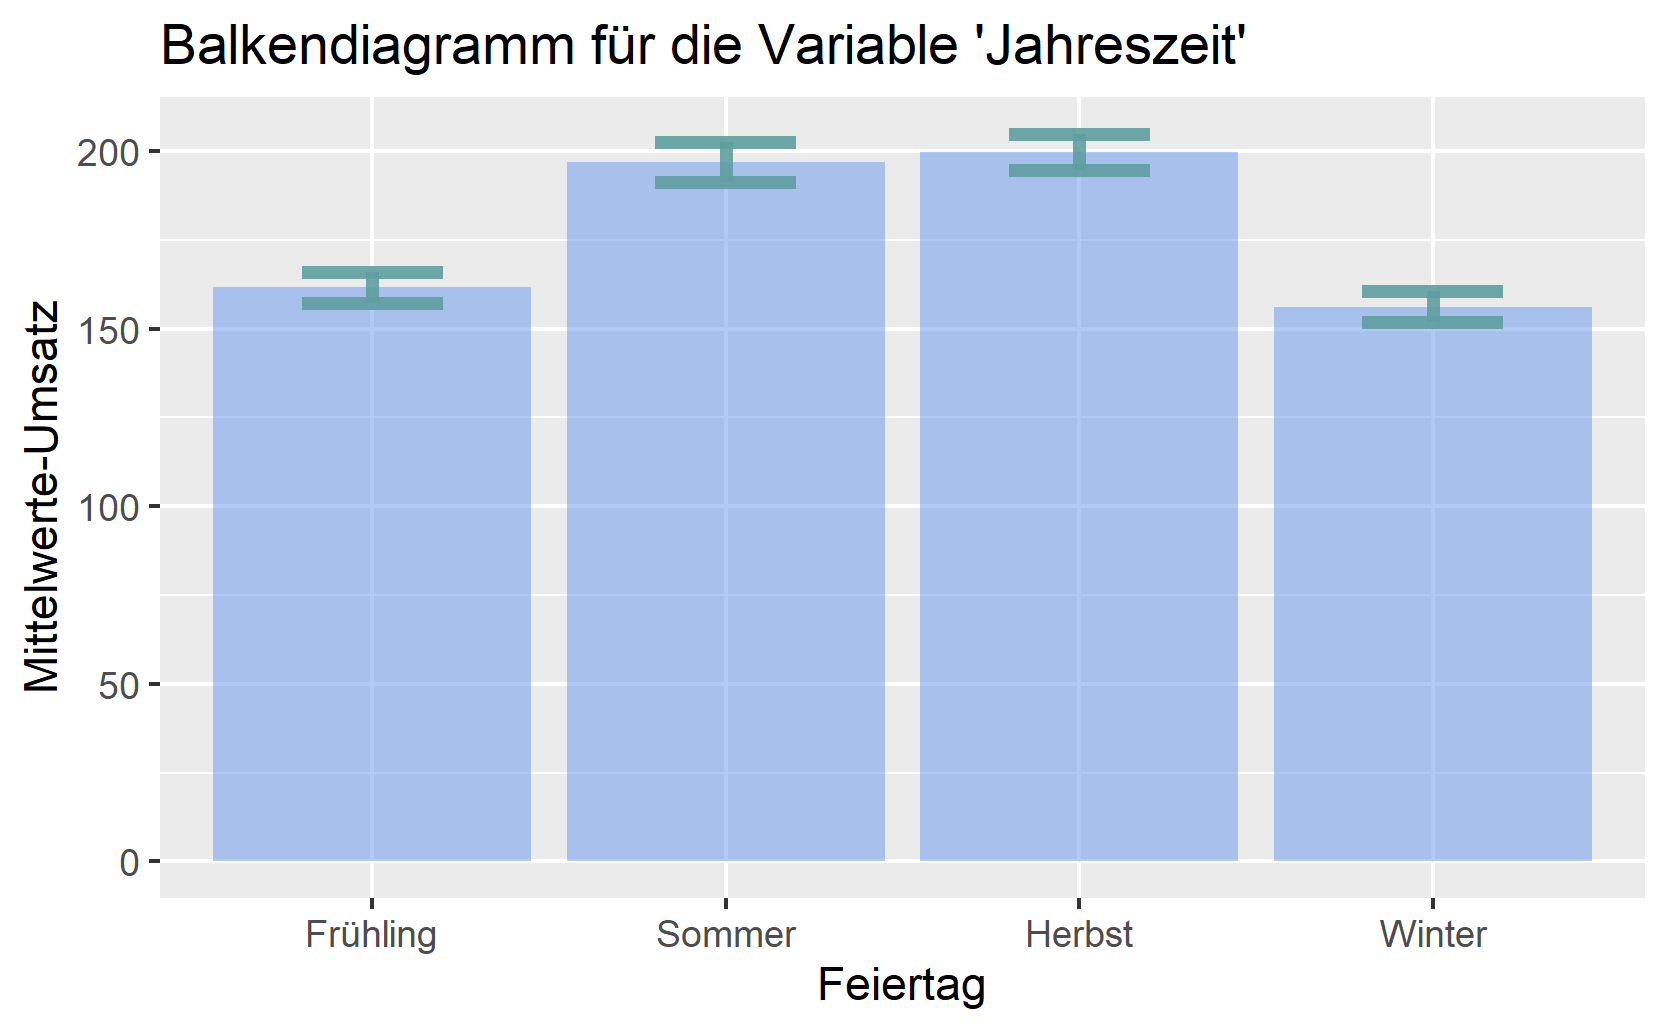 Balkendiagramm für die Variable 'Jahreszeit'
Mittelwerte-Umsatz
200
150
100
50
0
Frühling Sommer Herbst Winter
Feiertag